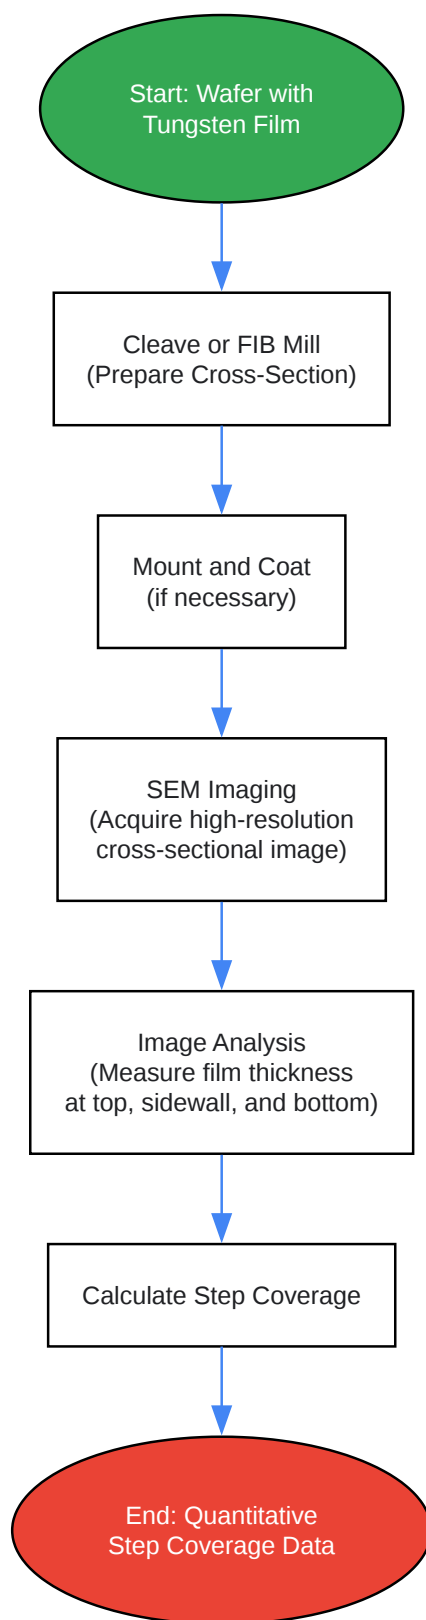 Start: Wafer with
Tungsten Film
Cleave or FIB Mill
(Prepare Cross-Section)
Mount and Coat
(if necessary)
SEM Imaging
(Acquire high-resolution
cross-sectional image)
Image Analysis
(Measure film thickness
at top, sidewall, and bottom)
Calculate Step Coverage
End: Quantitative
Step Coverage Data